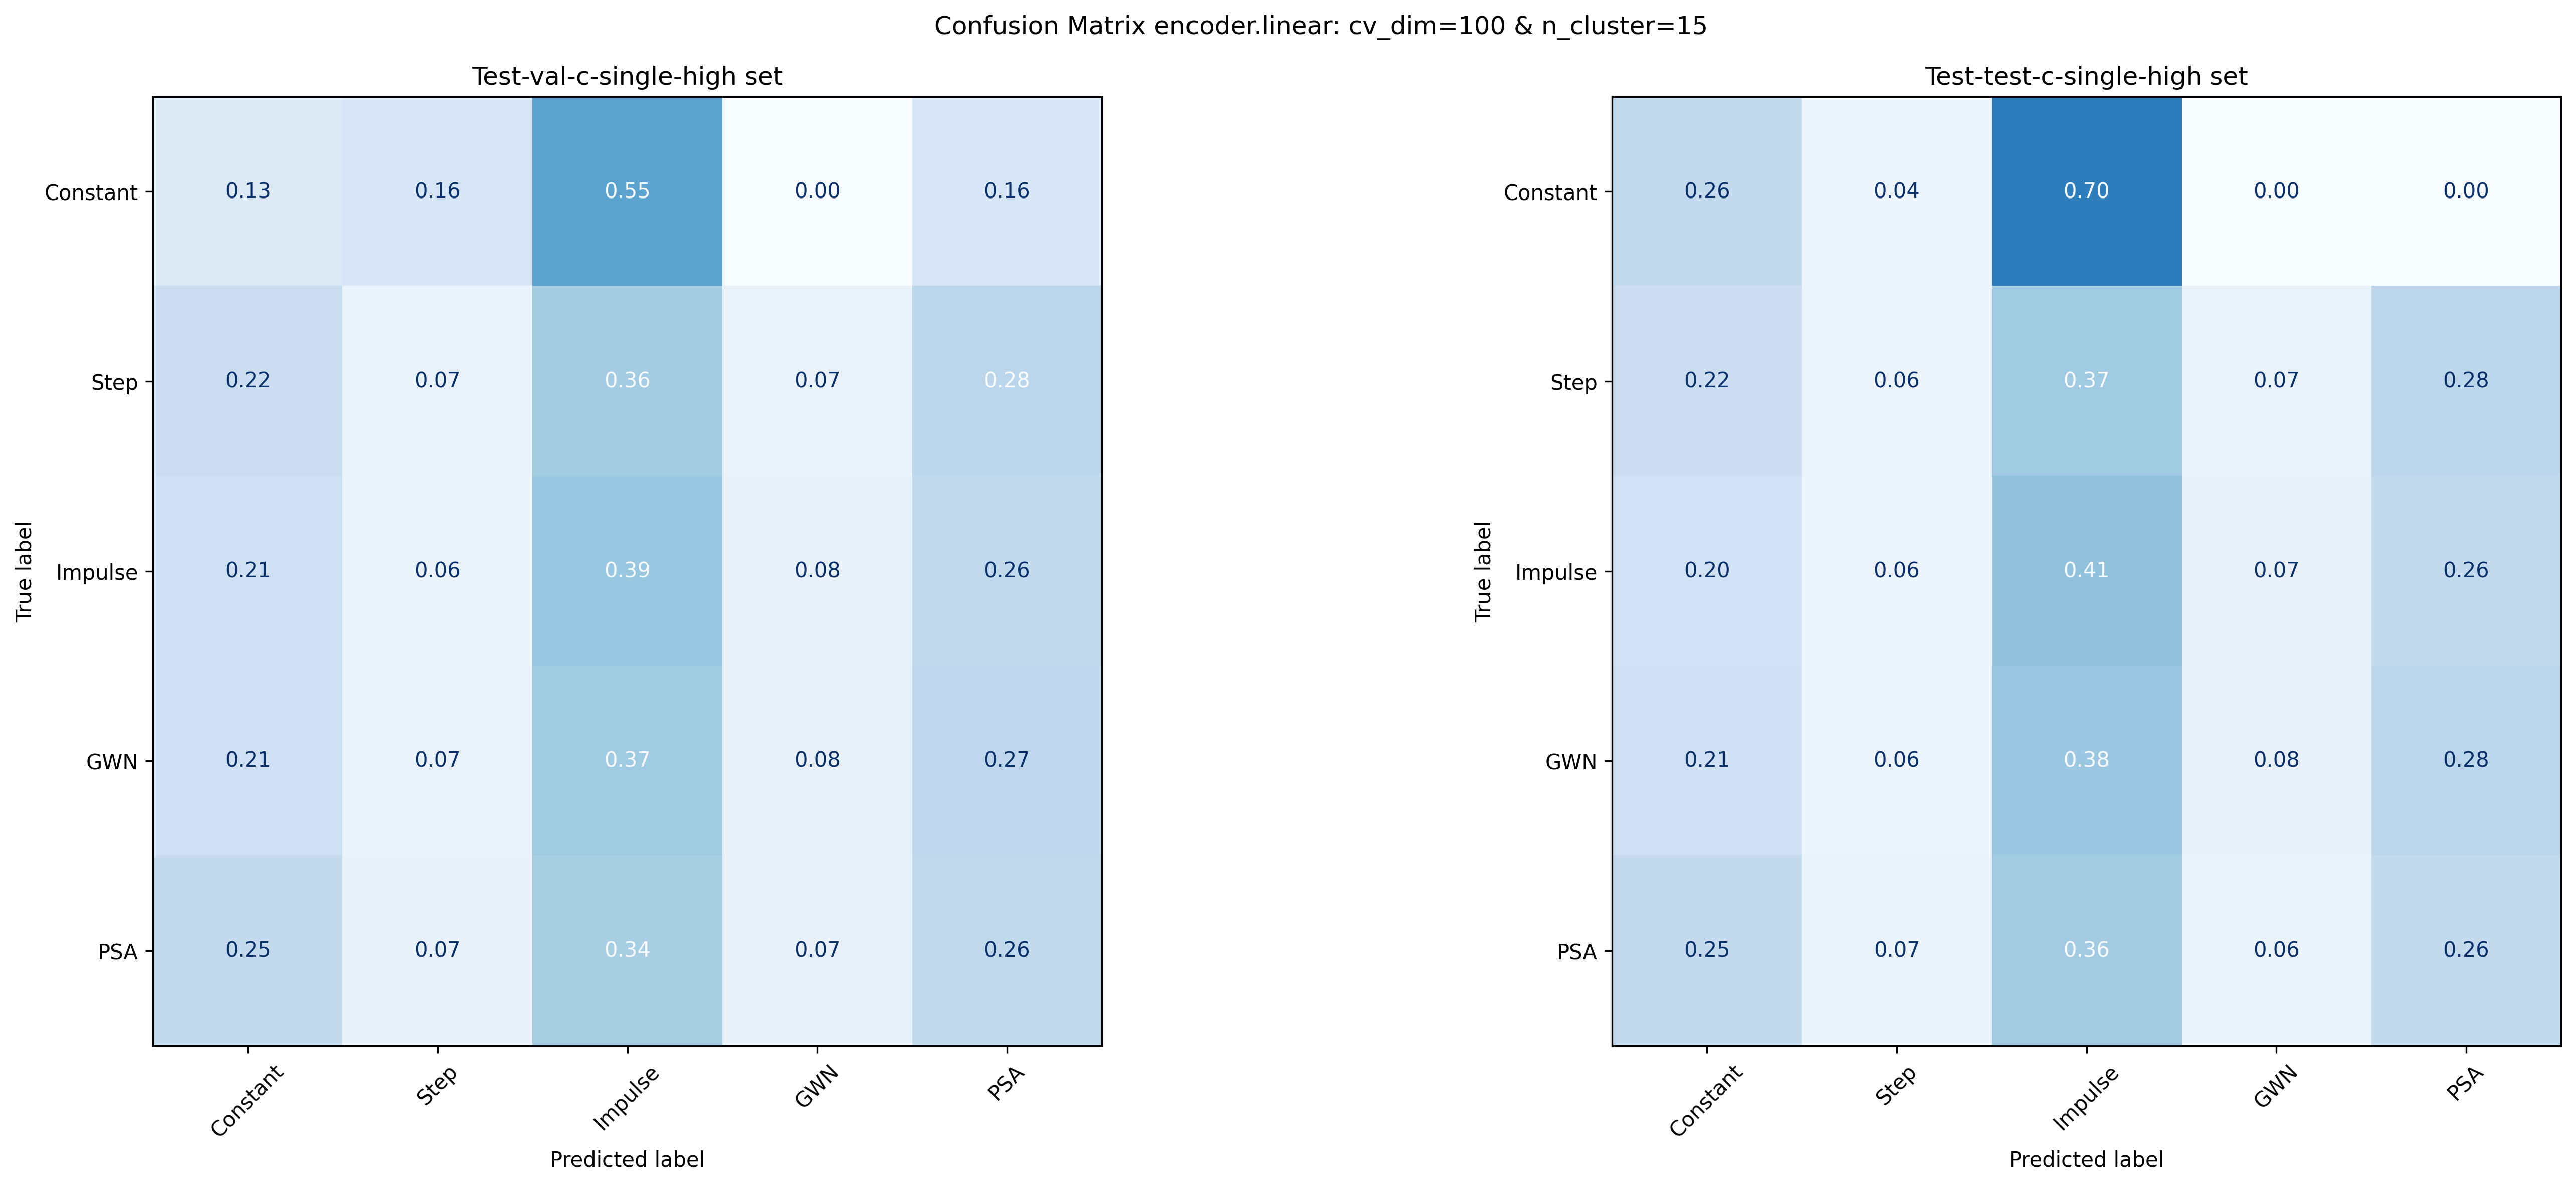 Confusion Matrix encoder.linear: cv_dim=100 & n_cluster=15
Test-val-c-single-high set
True label
Constant 0.13 0.16 0.55 0.00 0.16
Step 0.22 0.07 0.36 0.07 0.28
Impulse 0.21 0.06 0.39 0.08 0.26
GWN 0.21 0.07 0.37 0.08 0.27
PSA 0.25 0.07 0.34 0.07 0.26
Constant Step Impulse GWN PSA
Predicted label
Test-test-c-single-high set
True label
Constant 0.26 0.04 0.70 0.00 0.00
Step 0.22 0.06 0.37 0.07 0.28
Impulse 0.20 0.06 0.41 0.07 0.26
GWN 0.21 0.06 0.38 0.08 0.28
PSA 0.25 0.07 0.36 0.06 0.26
Constant Step Impulse GWN PSA
Predicted label